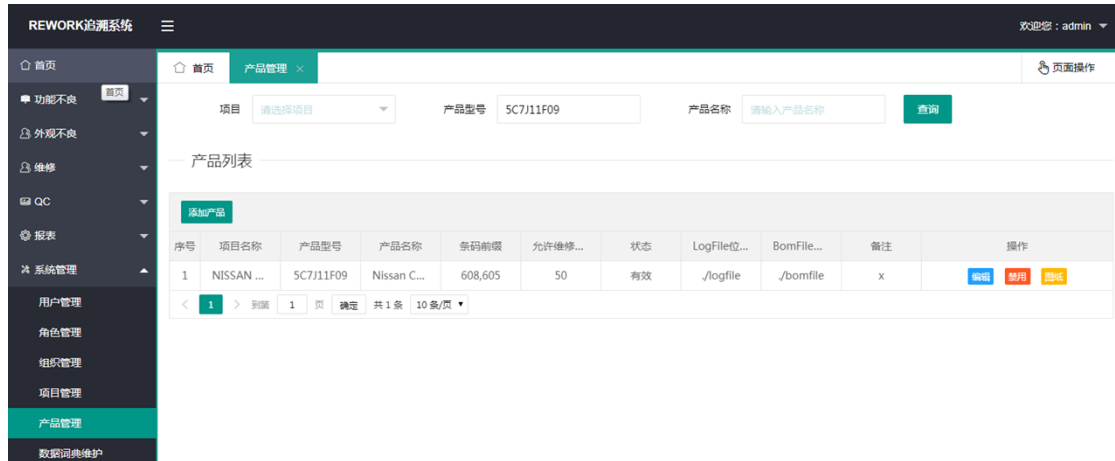 REWORK追溯系统
欢迎您：admin
首页
功能不良
首页
外观不良
维修
QC
报表
系统管理
用户管理
角色管理
组织管理
项目管理
产品管理
数据词典维护
首页 产品管理 ×
页面操作
项目 请选择项目 产品型号 5C7J11F09 产品名称 请输入产品名称 查询
产品列表
添加产品
序号 项目名称 产品型号 产品名称 条码前缀 允许维修... 状态 LogFile位... BomFile... 备注 操作
1 NISSAN ... 5C7J11F09 Nissan C... 608,605 50 有效 ./logfile ./bomfile x 编辑 禁用 图纸
< 1 > 到第 1 页 确定 共 1 条 10 条/页